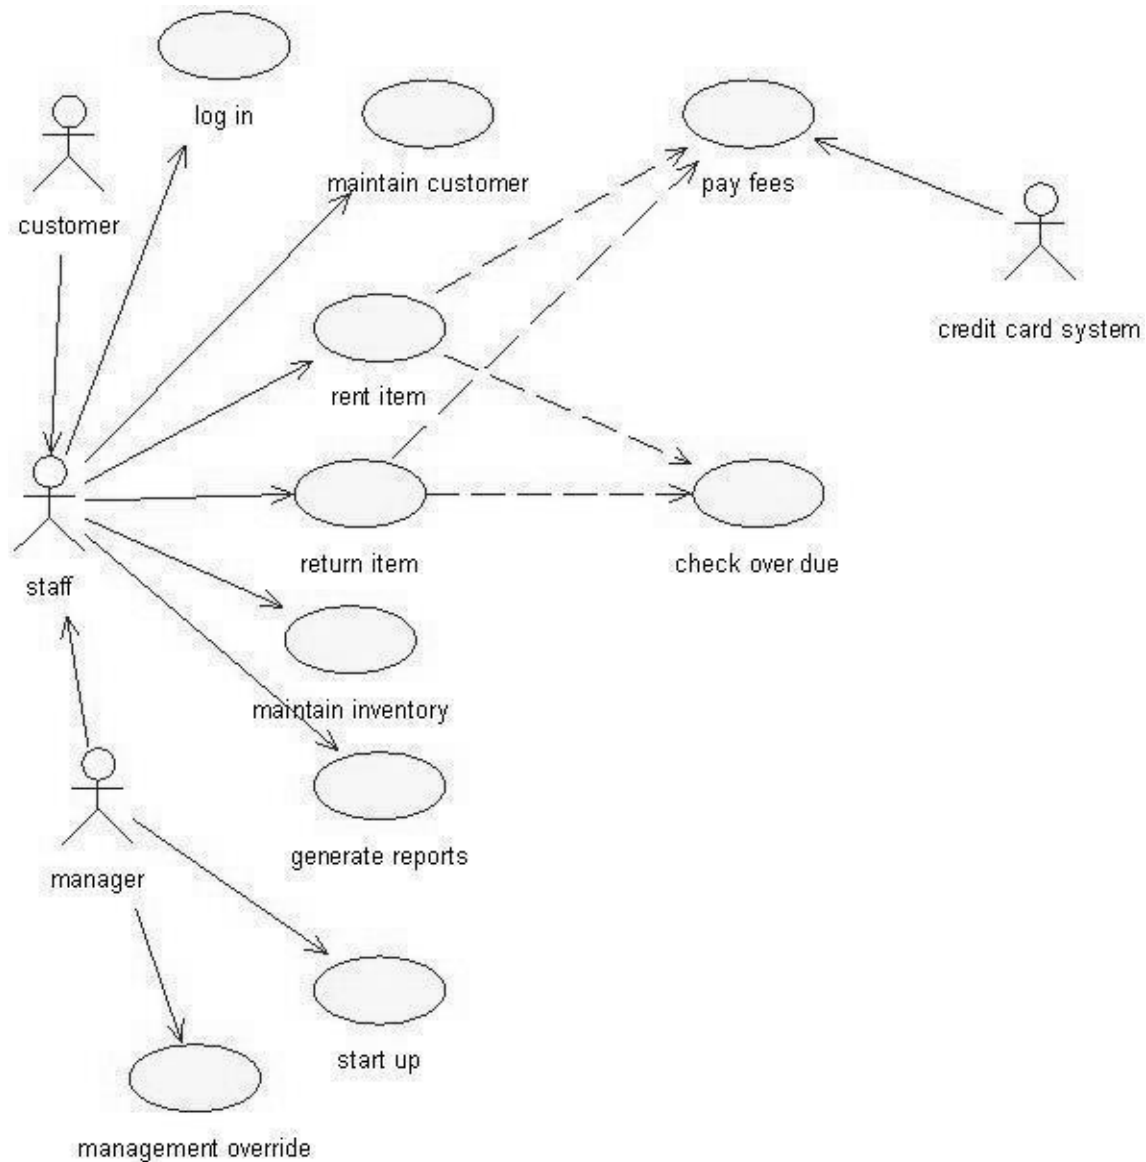 log in
maintain customer
pay fees
customer
credit card system
rent item
return item
check over due
staff
maintain inventory
generate reports
manager
start up
management override